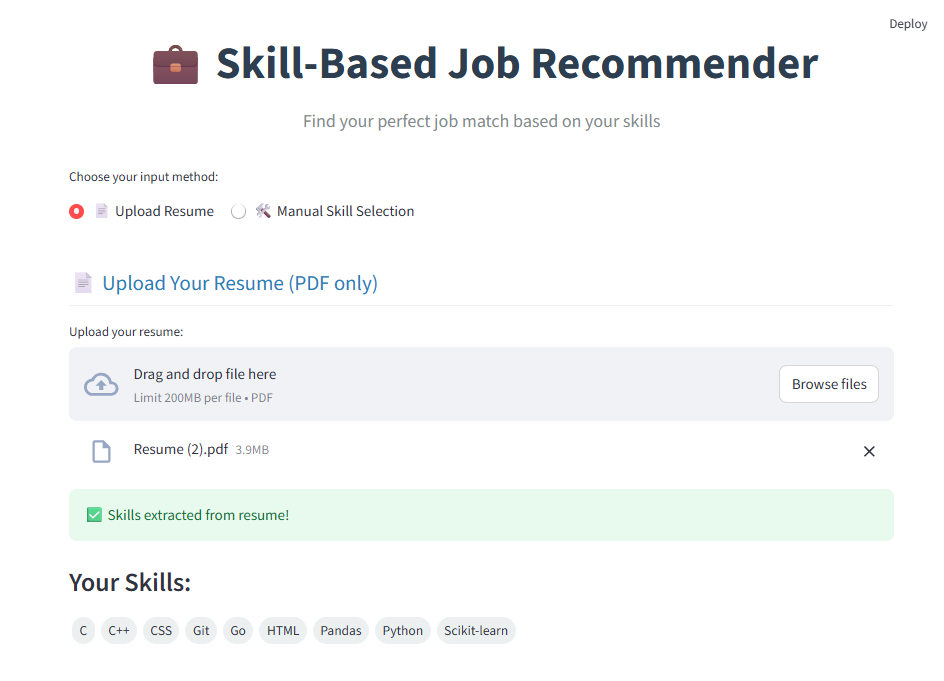 Deploy
Skill-Based Job Recommender
Find your perfect job match based on your skills
Choose your input method:
Upload Resume Manual Skill Selection
Upload Your Resume (PDF only)
Upload your resume:
Drag and drop file here
Limit 200MB per file • PDF
Browse files
Resume (2).pdf 3.9MB
Skills extracted from resume!
Your Skills:
C C++ CSS Git Go HTML Pandas Python Scikit-learn